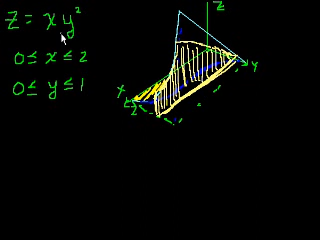 Z = xy²
0 ≤ x ≤ 2
0 ≤ y ≤ 1
Z
Y
X
2